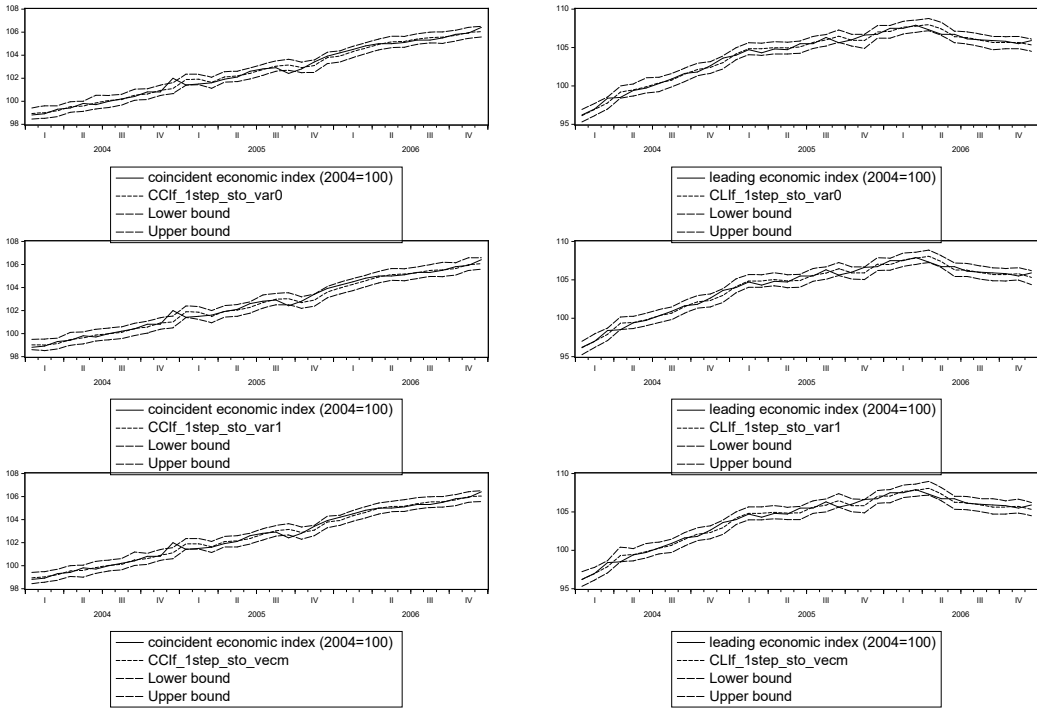 108
106
104
102
100
98
I II III IV I II III IV I II III IV
2004 2005 2006
coincident economic index (2004=100)
CCIf_1step_sto_var0
Lower bound
Upper bound
110
105
100
95
I II III IV I II III IV I II III IV
2004 2005 2006
leading economic index (2004=100)
CLIf_1step_sto_var0
Lower bound
Upper bound
108
106
104
102
100
98
I II III IV I II III IV I II III IV
2004 2005 2006
coincident economic index (2004=100)
CCIf_1step_sto_var1
Lower bound
Upper bound
110
105
100
95
I II III IV I II III IV I II III IV
2004 2005 2006
leading economic index (2004=100)
CLIf_1step_sto_var1
Lower bound
Upper bound
108
106
104
102
100
98
I II III IV I II III IV I II III IV
2004 2005 2006
coincident economic index (2004=100)
CCIf_1step_sto_vecm
Lower bound
Upper bound
110
105
100
95
I II III IV I II III IV I II III IV
2004 2005 2006
leading economic index (2004=100)
CLIf_1step_sto_vecm
Lower bound
Upper bound